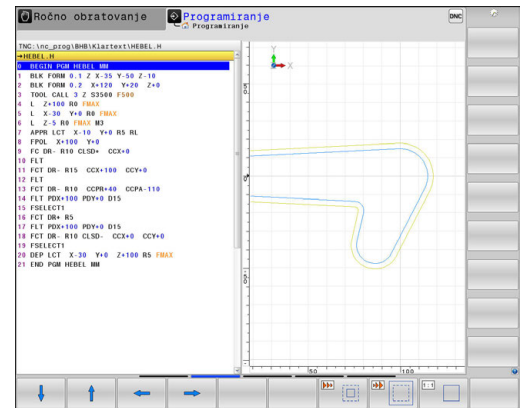 Ročno obratovanje
Programiranje
Programiranje
DNC
TNC:\nc_prog\BHB\Klartext\HEBEL.H
→HEBEL.H
0 BEGIN PGM HEBEL MM
1 BLK FORM 0.1 Z X-35 Y-50 Z-10
2 BLK FORM 0.2 X+120 Y+20 Z+0
3 TOOL CALL 3 Z S3500 F500
4 L Z+100 R0 FMAX
5 L X-30 Y+0 R0 FMAX
6 L Z-5 R0 FMAX M3
7 APPR LCT X-10 Y+0 R5 RL
8 FPOL X+100 Y+0
9 FC DR- R10 CLSD+ CCX+0
10 FLT
11 FCT DR- R15 CCX+100 CCY+0
12 FLT
13 FCT DR- R10 CCPR+40 CCPA-110
14 FLT PDX+100 PDY+0 D15
15 FSELECT1
16 FCT DR+ R5
17 FLT PDX+100 PDY+0 D15
18 FCT DR- R10 CLSD- CCX+0 CCY+0
19 FSELECT1
20 DEP LCT X-30 Y+0 Z+100 R5 FMAX
21 END PGM HEBEL MM
Y
X
50
100
1:1